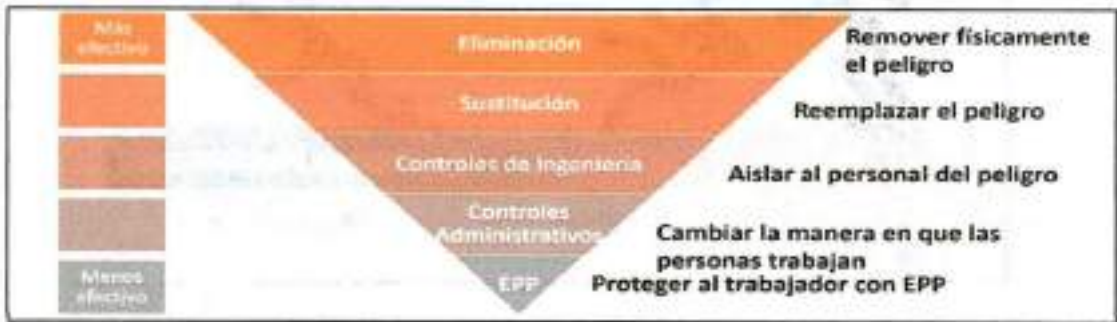 Más
efectivo
Eliminación
Remover físicamente
el peligro
Sustitución
Reemplazar el peligro
Controles de Ingeniería
Aislar al personal del peligro
Controles
Administrativos
Cambiar la manera en que las
personas trabajan
Menos
efectivo
EPP
Proteger al trabajador con EPP